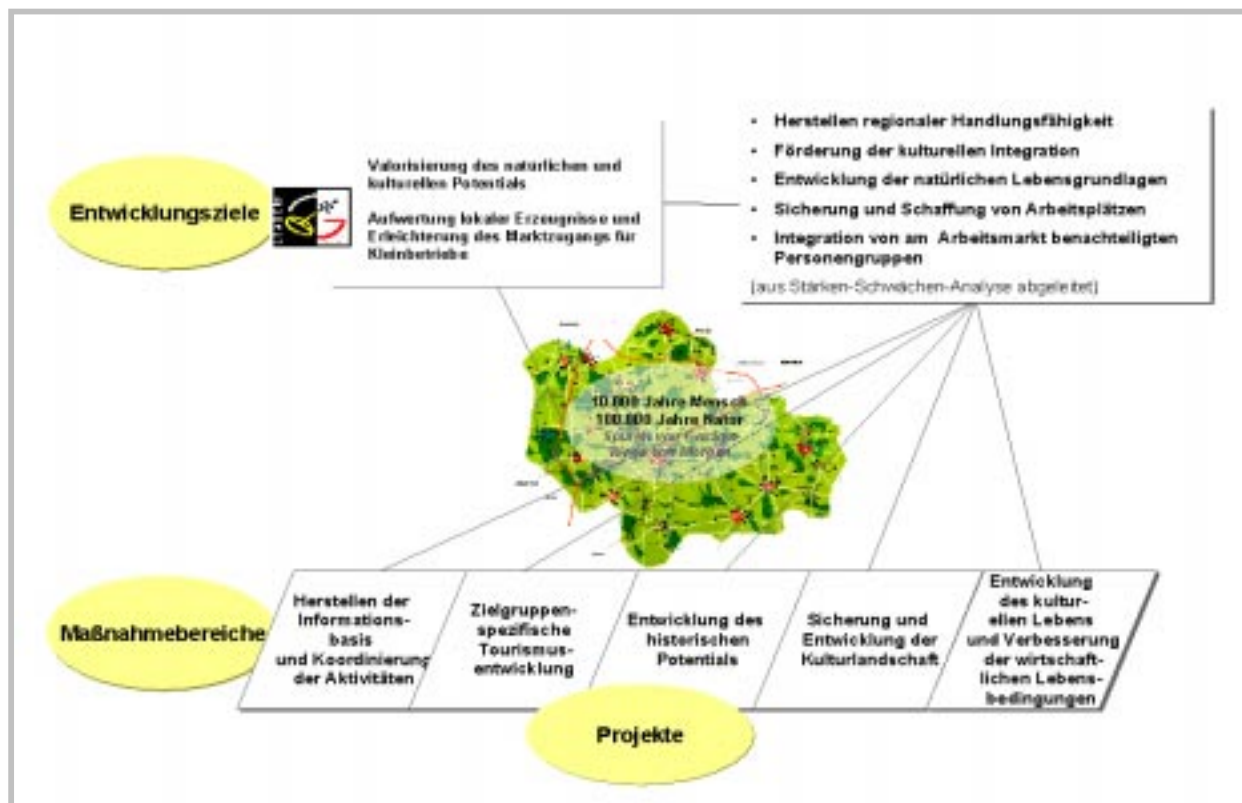 Entwicklungsziele
LEADER
Valorisierung des natürlichen und
kulturellen Potentials
Aufwertung lokaler Erzeugnisse und
Erleichterung des Marktzugangs für
Kleinbetriebe
• Herstellen regionaler Handlungsfähigkeit
• Förderung der kulturellen Integration
• Entwicklung der natürlichen Lebensgrundlagen
• Sicherung und Schaffung von Arbeitsplätzen
• Integration von am Arbeitsmarkt benachteiligten
Personengruppen
(aus Stärken-Schwächen-Analyse abgeleitet)
10.000 Jahre Mensch
100.000 Jahre Natur
Maßnahmebereiche
Herstellen der
Informations-
basis
und Koordinierung
der Aktivitäten
Zielgruppen-
spezifische
Tourismus-
entwicklung
Entwicklung des
historischen
Potentials
Sicherung und
Entwicklung der
Kulturlandschaft
Entwicklung
des kultur-
ellen Lebens
und Verbesserung
der wirtschaft-
lichen Lebens-
bedingungen
Projekte